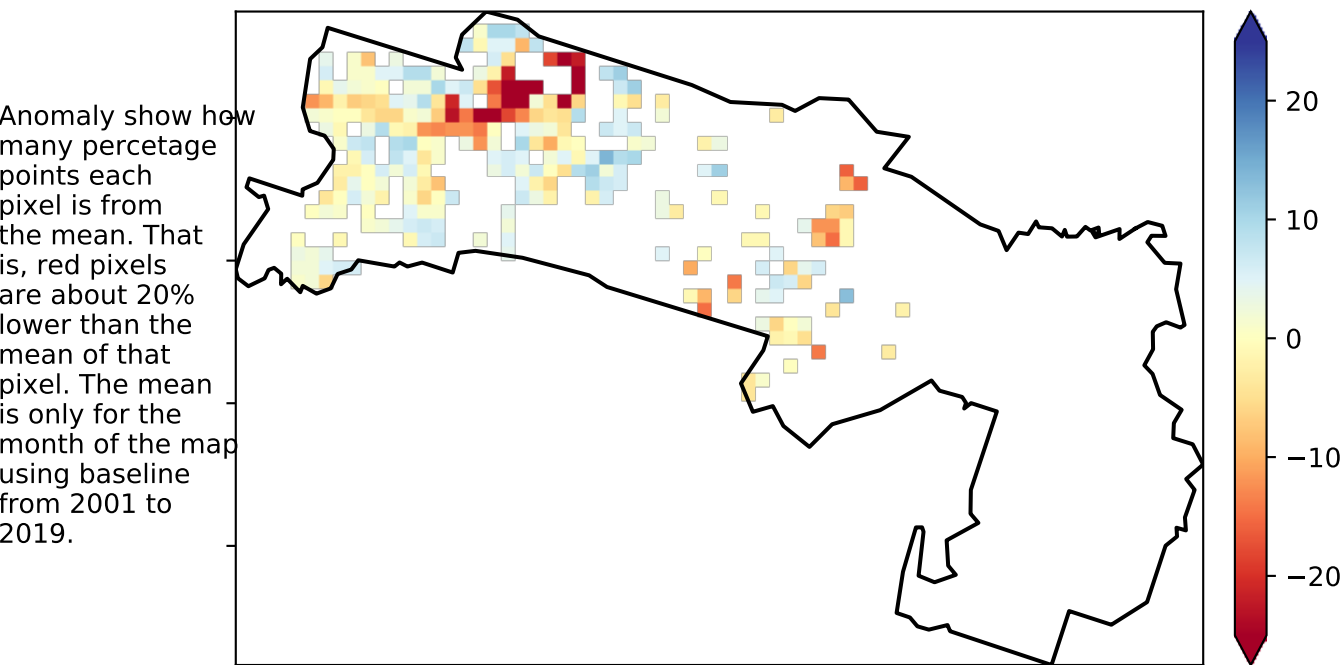 Anomaly show how
many percetage
points each
pixel is from
the mean. That
is, red pixels
are about 20%
lower than the
mean of that
pixel. The mean
is only for the
month of the map
using baseline
from 2001 to
2019.
20
10
0
−10
−20